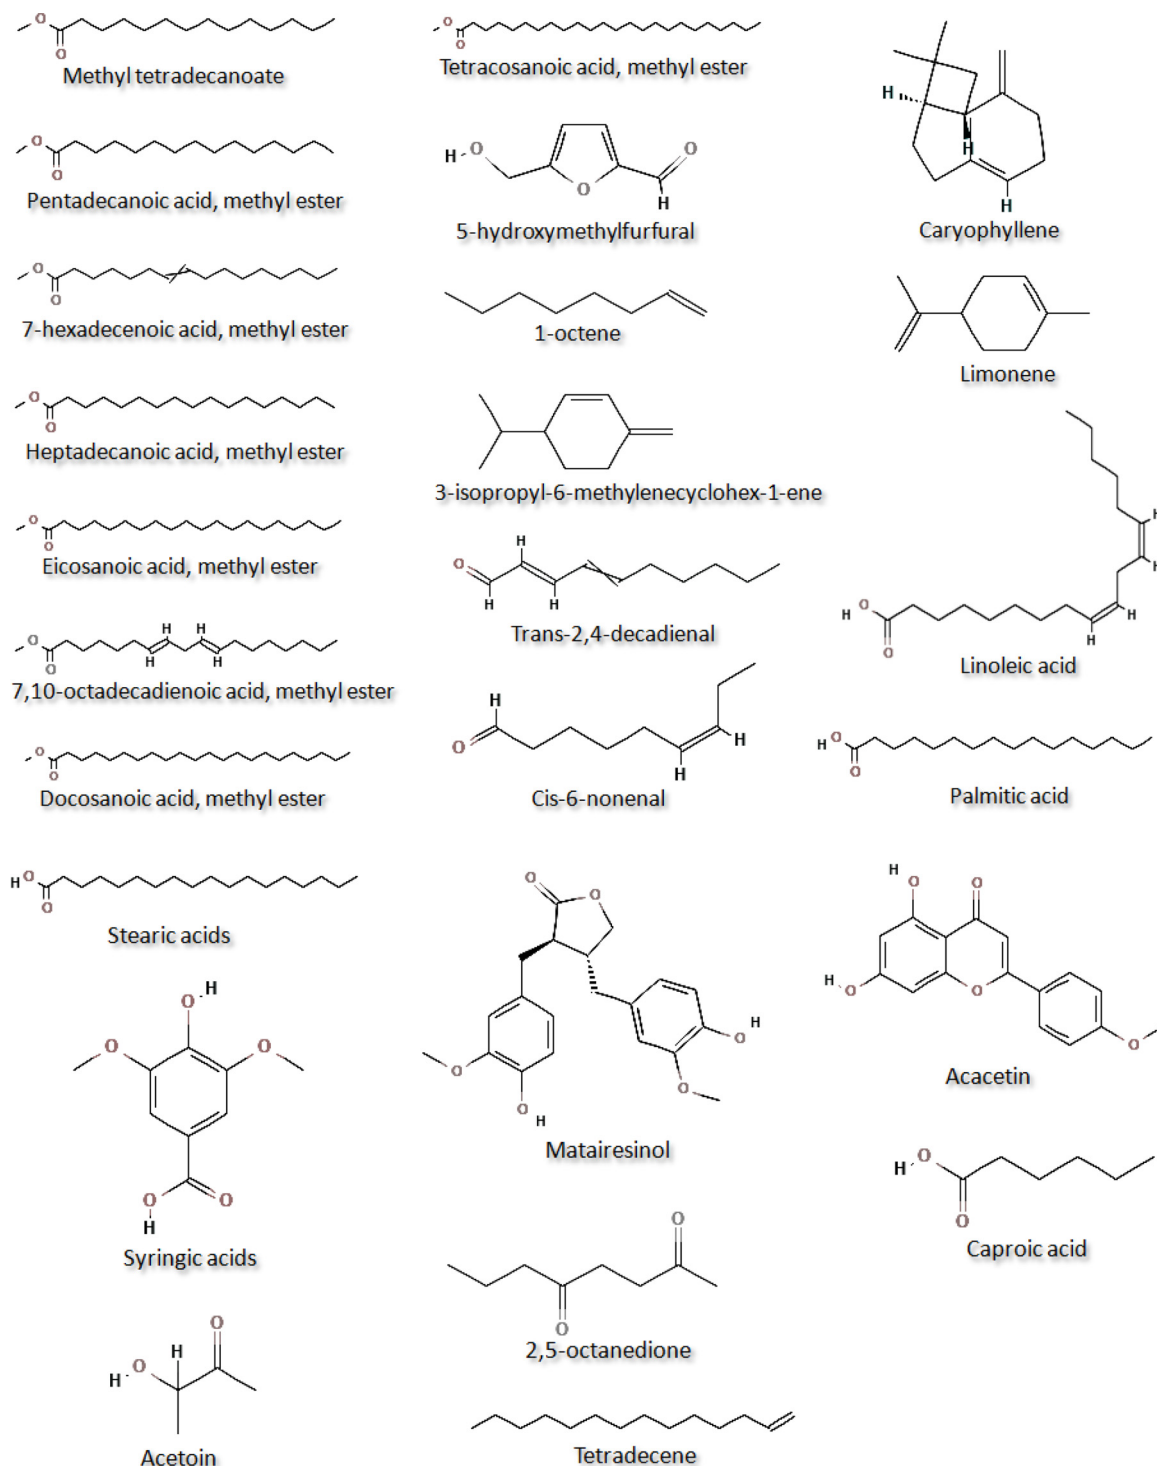 Methyl tetradecanoate
Tetracosanoic acid, methyl ester
Caryophyllene
Pentadecanoic acid, methyl ester
5-hydroxymethylfurfural
7-hexadecenoic acid, methyl ester
1-octene
Limonene
Heptadecanoic acid, methyl ester
3-isopropyl-6-methylenecyclohex-1-ene
Eicosanoic acid, methyl ester
Trans-2,4-decadienal
Linoleic acid
7,10-octadecadienoic acid, methyl ester
Cis-6-nonenal
Palmitic acid
Docosanoic acid, methyl ester
Stearic acids
Matairesinol
Acacetin
Syringic acids
Caproic acid
2,5-octanedione
Acetoin
Tetradecene